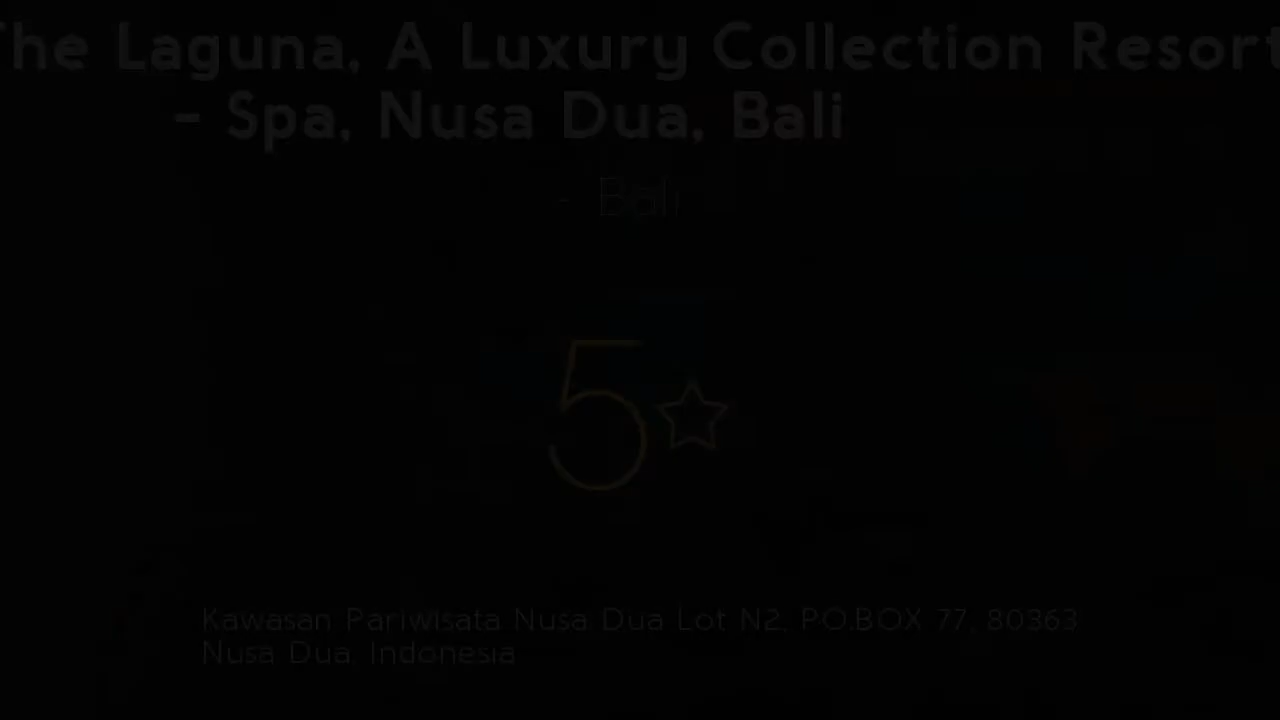 The Laguna, A Luxury Collection Resort
- Spa, Nusa Dua, Bali
- Bali
5
Kawasan Pariwisata Nusa Dua Lot N2, P.O.BOX 77, 80363
Nusa Dua, Indonesia